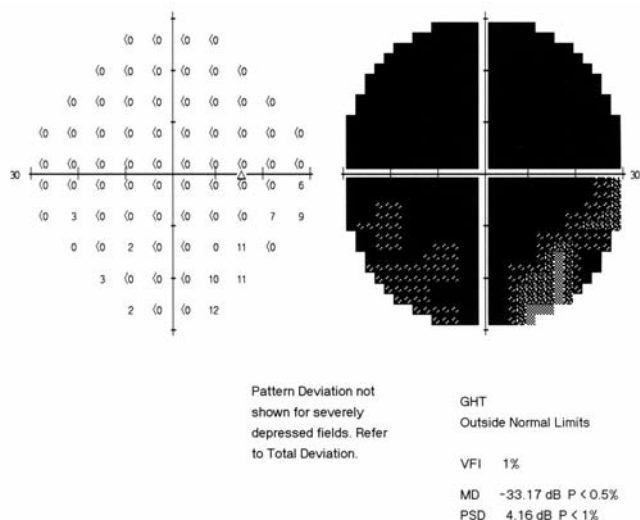 <0 <0 <0 <0
<0 <0 <0 <0 <0 <0
<0 <0 <0 <0 <0 <0 <0 <0
<0 <0 <0 <0 <0 <0 <0 <0 <0 <0
<0 <0 <0 <0 <0 <0 <0 <0 <0 <0
30 30 30
<0 <0 <0 <0 <0 <0 <0 <0 <0 6
<0 3 <0 <0 <0 <0 <0 <0 7 9
0 <0 2 <0 <0 0 11 <0
3 <0 <0 <0 10 11
2 <0 <0 12
Pattern Deviation not
shown for severely
depressed fields. Refer
to Total Deviation.
GHT
Outside Normal Limits
VFI 1%
MD -33.17 dB P < 0.5%
PSD 4.16 dB P < 1%